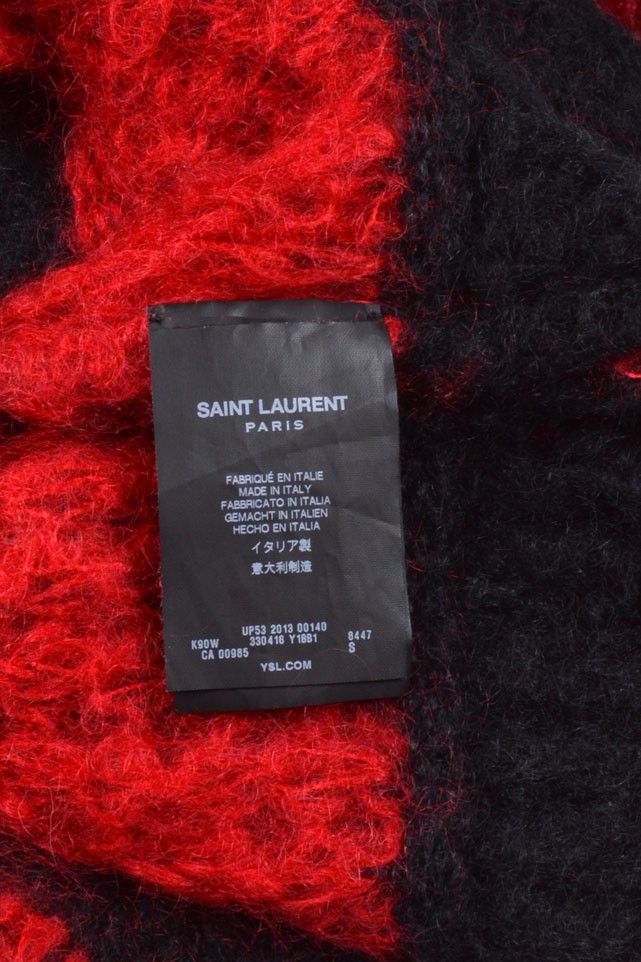 SAINT LAURENT
PARIS
FABRIQUÉ EN ITALIE
MADE IN ITALY
FABBRICATO IN ITALIA
GEMACHT IN ITALIEN
HECHO EN ITALIA
イタリア製
意大利制造
UP53 2013 00140
K90W 330416 Y1BB1 8447
CA 00985 S
YSL.COM